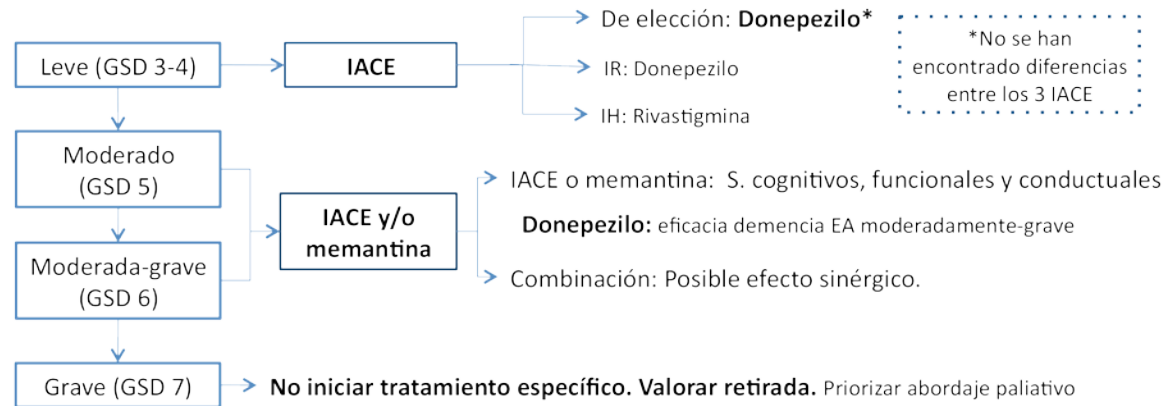 De elección: Donepezilo*
Leve (GSD 3-4)
IACE
IR: Donepezilo
IH: Rivastigmina
*No se han
encontrado diferencias
entre los 3 IACE
Moderado
(GSD 5)
Moderada-grave
(GSD 6)
IACE y/o
memantina
IACE o memantina: S. cognitivos, funcionales y conductuales
Donepezilo: eficacia demencia EA moderadamente-grave
Combinación: Posible efecto sinérgico.
Grave (GSD 7)
No iniciar tratamiento específico. Valorar retirada. Priorizar abordaje paliativo